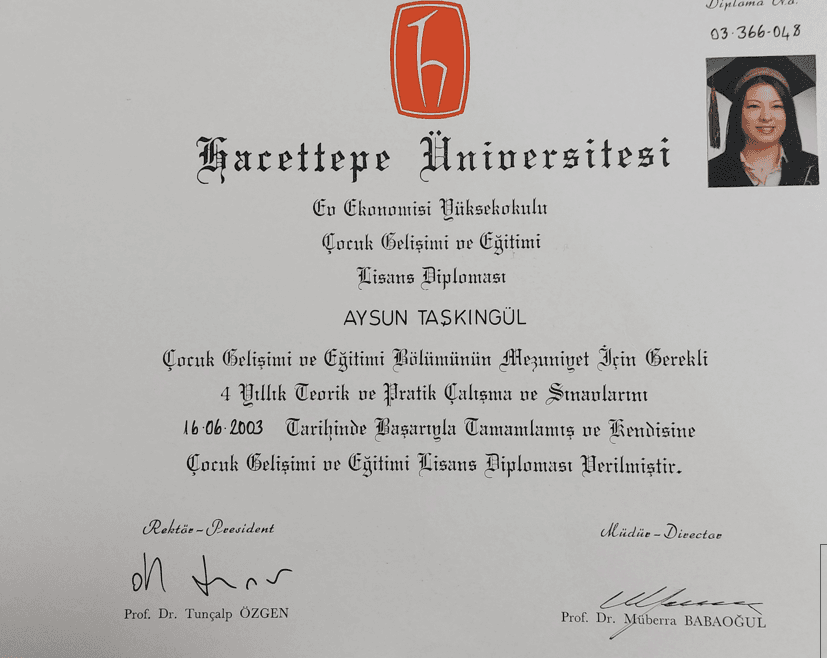 Diploma No.
03-366-048
Hacettepe Üniversitesi
Ev Ekonomisi Yüksekokulu
Çocuk Gelişimi ve Eğitimi
Lisans Diploması
AYSUN TAŞKINGÜL
Çocuk Gelişimi ve Eğitimi Bölümünün Mezuniyet İçin Gerekli
4 Yıllık Teorik ve Pratik Çalışma ve Sınavlarını
16.06.2003 Tarihinde Başarıyla Tamamlamış ve Kendisine
Çocuk Gelişimi ve Eğitimi Lisans Diploması Verilmiştir.
Rektör-President
Müdür-Director
Prof. Dr. Tunçalp ÖZGEN
Prof. Dr. Müberra BABAOĞUL